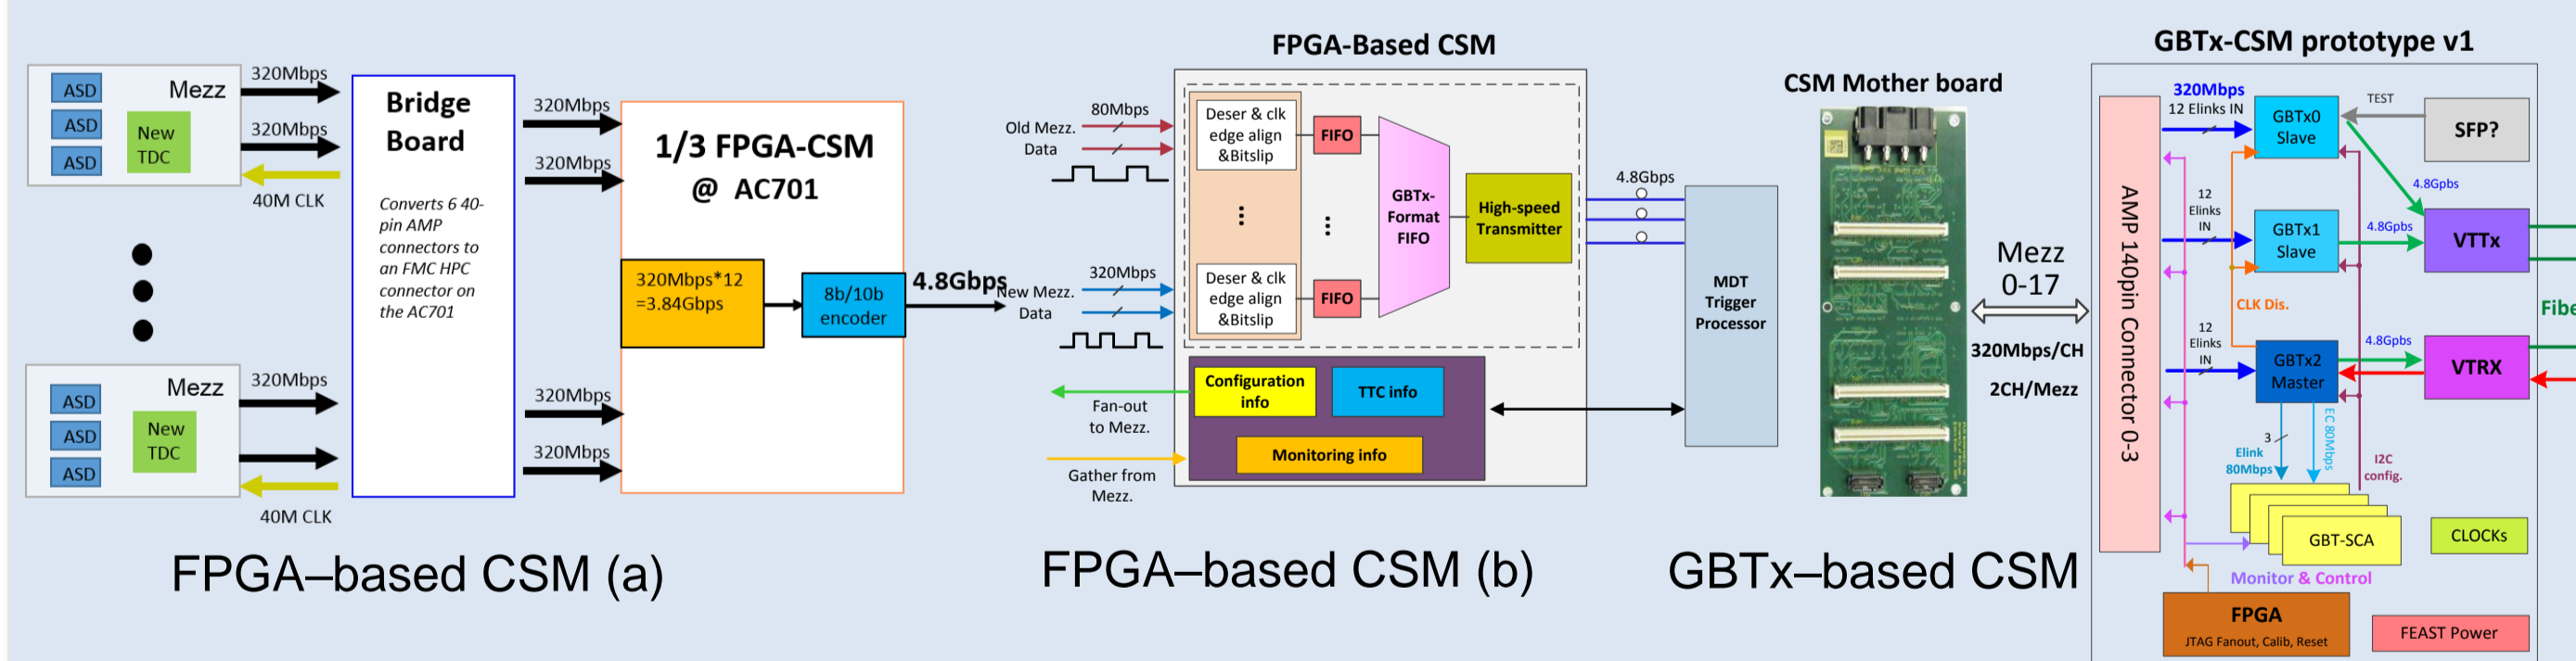 ASD
ASD
ASD
Mezz
New
TDC
320Mbps
320Mbps
40M CLK
ASD
ASD
ASD
Mezz
New
TDC
320Mbps
40M CLK
Bridge
Board
Converts 6 40-
pin AMP
connectors to
an FMC HPC
connector on
the AC701
320Mbps
320Mbps
320Mbps
320Mbps
1/3 FPGA-CSM
@ AC701
320Mbps*12
=3.84Gbps
8b/10b
encoder
4.8Gbps
FPGA–based CSM (a)
FPGA-Based CSM
80Mbps
Old Mezz.
Data
320Mbps
New Mezz.
Data
Deser & clk
edge align
&Bitslip
FIFO
Deser & clk
edge align
&Bitslip
FIFO
GBTx-
Format
FIFO
High-speed
Transmitter
4.8Gbps
MDT
Trigger
Processor
Configuration
info
TTC info
Monitoring info
Fan-out
to Mezz.
Gather from
Mezz.
FPGA–based CSM (b)
CSM Mother board
Mezz
0-17
320Mbps/CH
2CH/Mezz
GBTx–based CSM
GBTx-CSM prototype v1
AMP 140pin Connector 0-3
320Mbps
12 Elinks IN
GBTx0
Slave
TEST
SFP?
4.8Gpbs
12
Elinks
IN
GBTx1
Slave
4.8Gpbs
VTTx
CLK Dis.
Fibe
12
Elinks
IN
GBTx2
Master
4.8Gpbs
VTRX
3
Elink
80Mbps
EC 80Mbps
I2C
config.
GBT-SCA
CLOCKs
Monitor & Control
FPGA
JTAG Fanout, Calib, Reset
FEAST Power